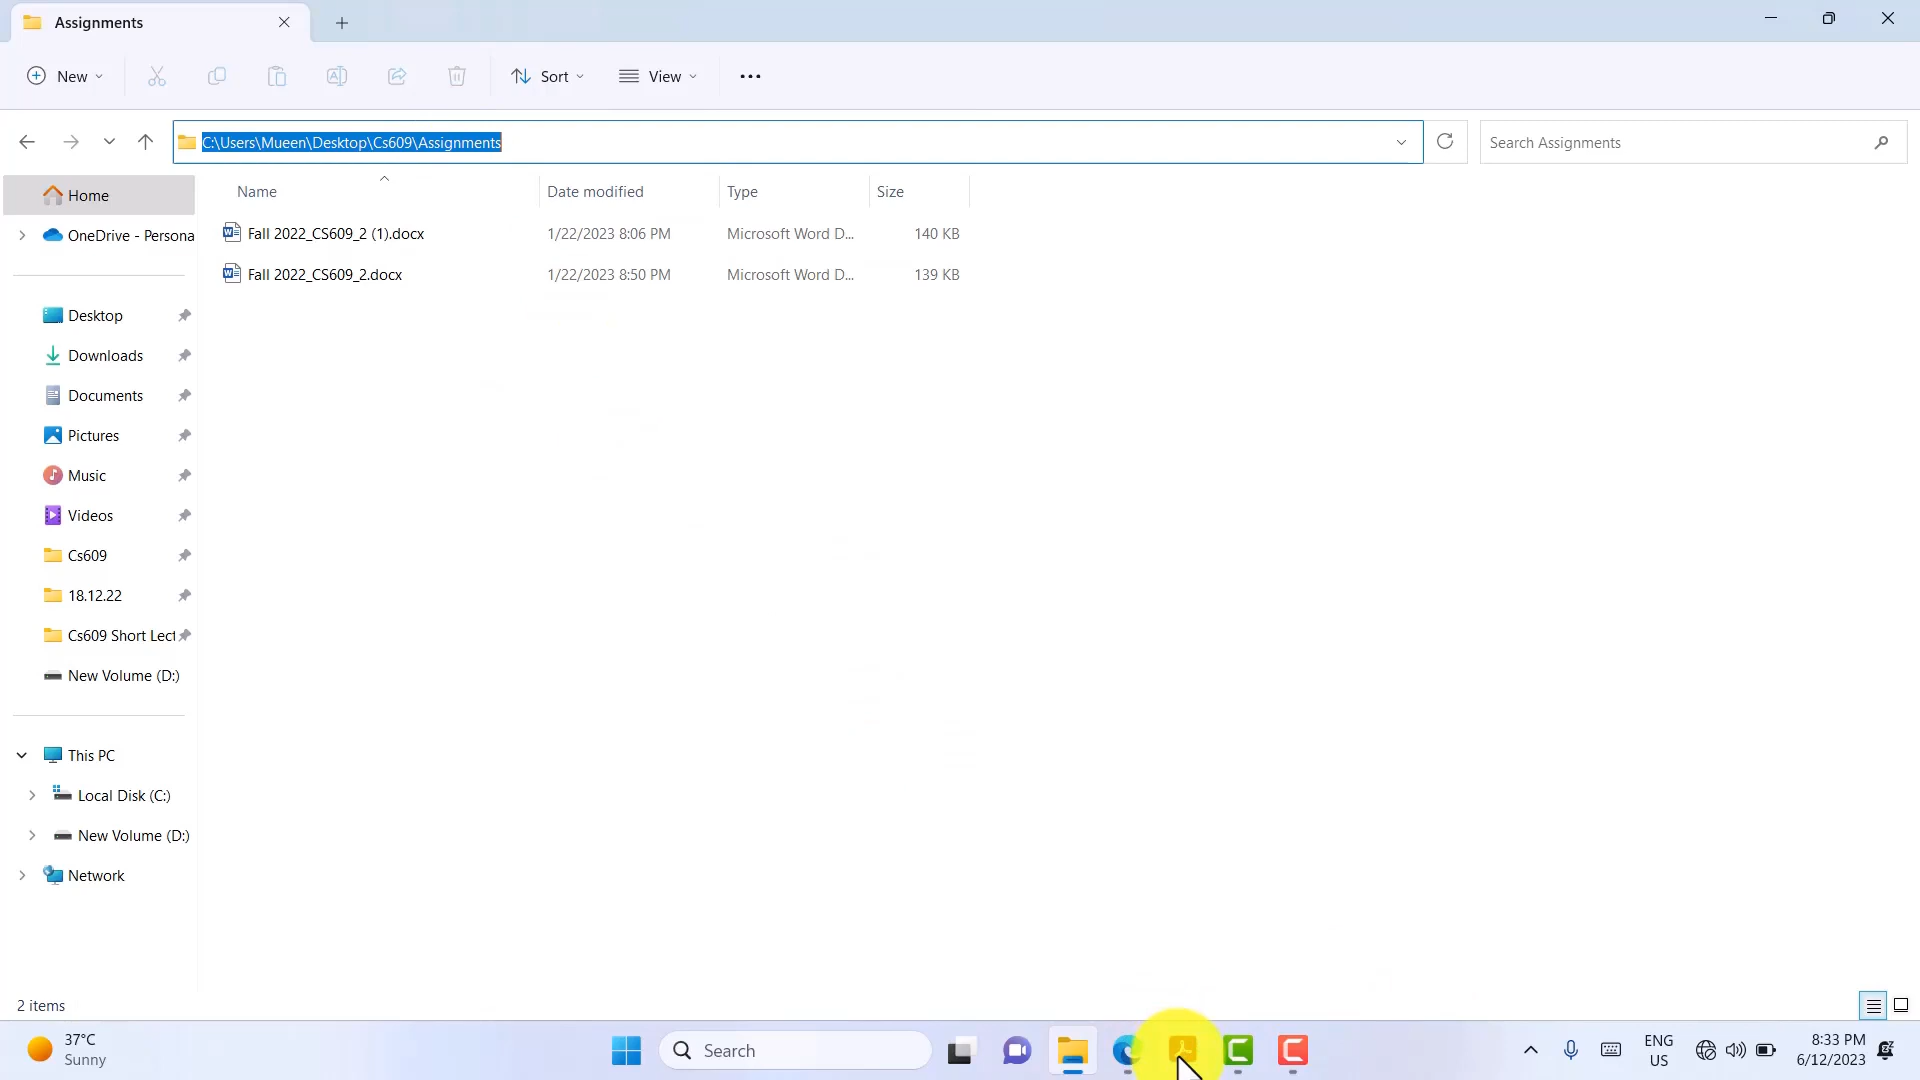 Assignments
New
Sort
View
C:\Users\Mueen\Desktop\Cs609\Assignments
Search Assignments
Name Date modified Type Size
Fall 2022_CS609_2 (1).docx 1/22/2023 8:06 PM Microsoft Word D... 140 KB
Fall 2022_CS609_2.docx 1/22/2023 8:50 PM Microsoft Word D... 139 KB
Home
OneDrive - Persona
Desktop
Downloads
Documents
Pictures
Music
Videos
Cs609
18.12.22
Cs609 Short Lect
New Volume (D:)
This PC
Local Disk (C:)
New Volume (D:)
Network
2 items
37°C
Sunny
Search
ENG
US
8:33 PM
6/12/2023